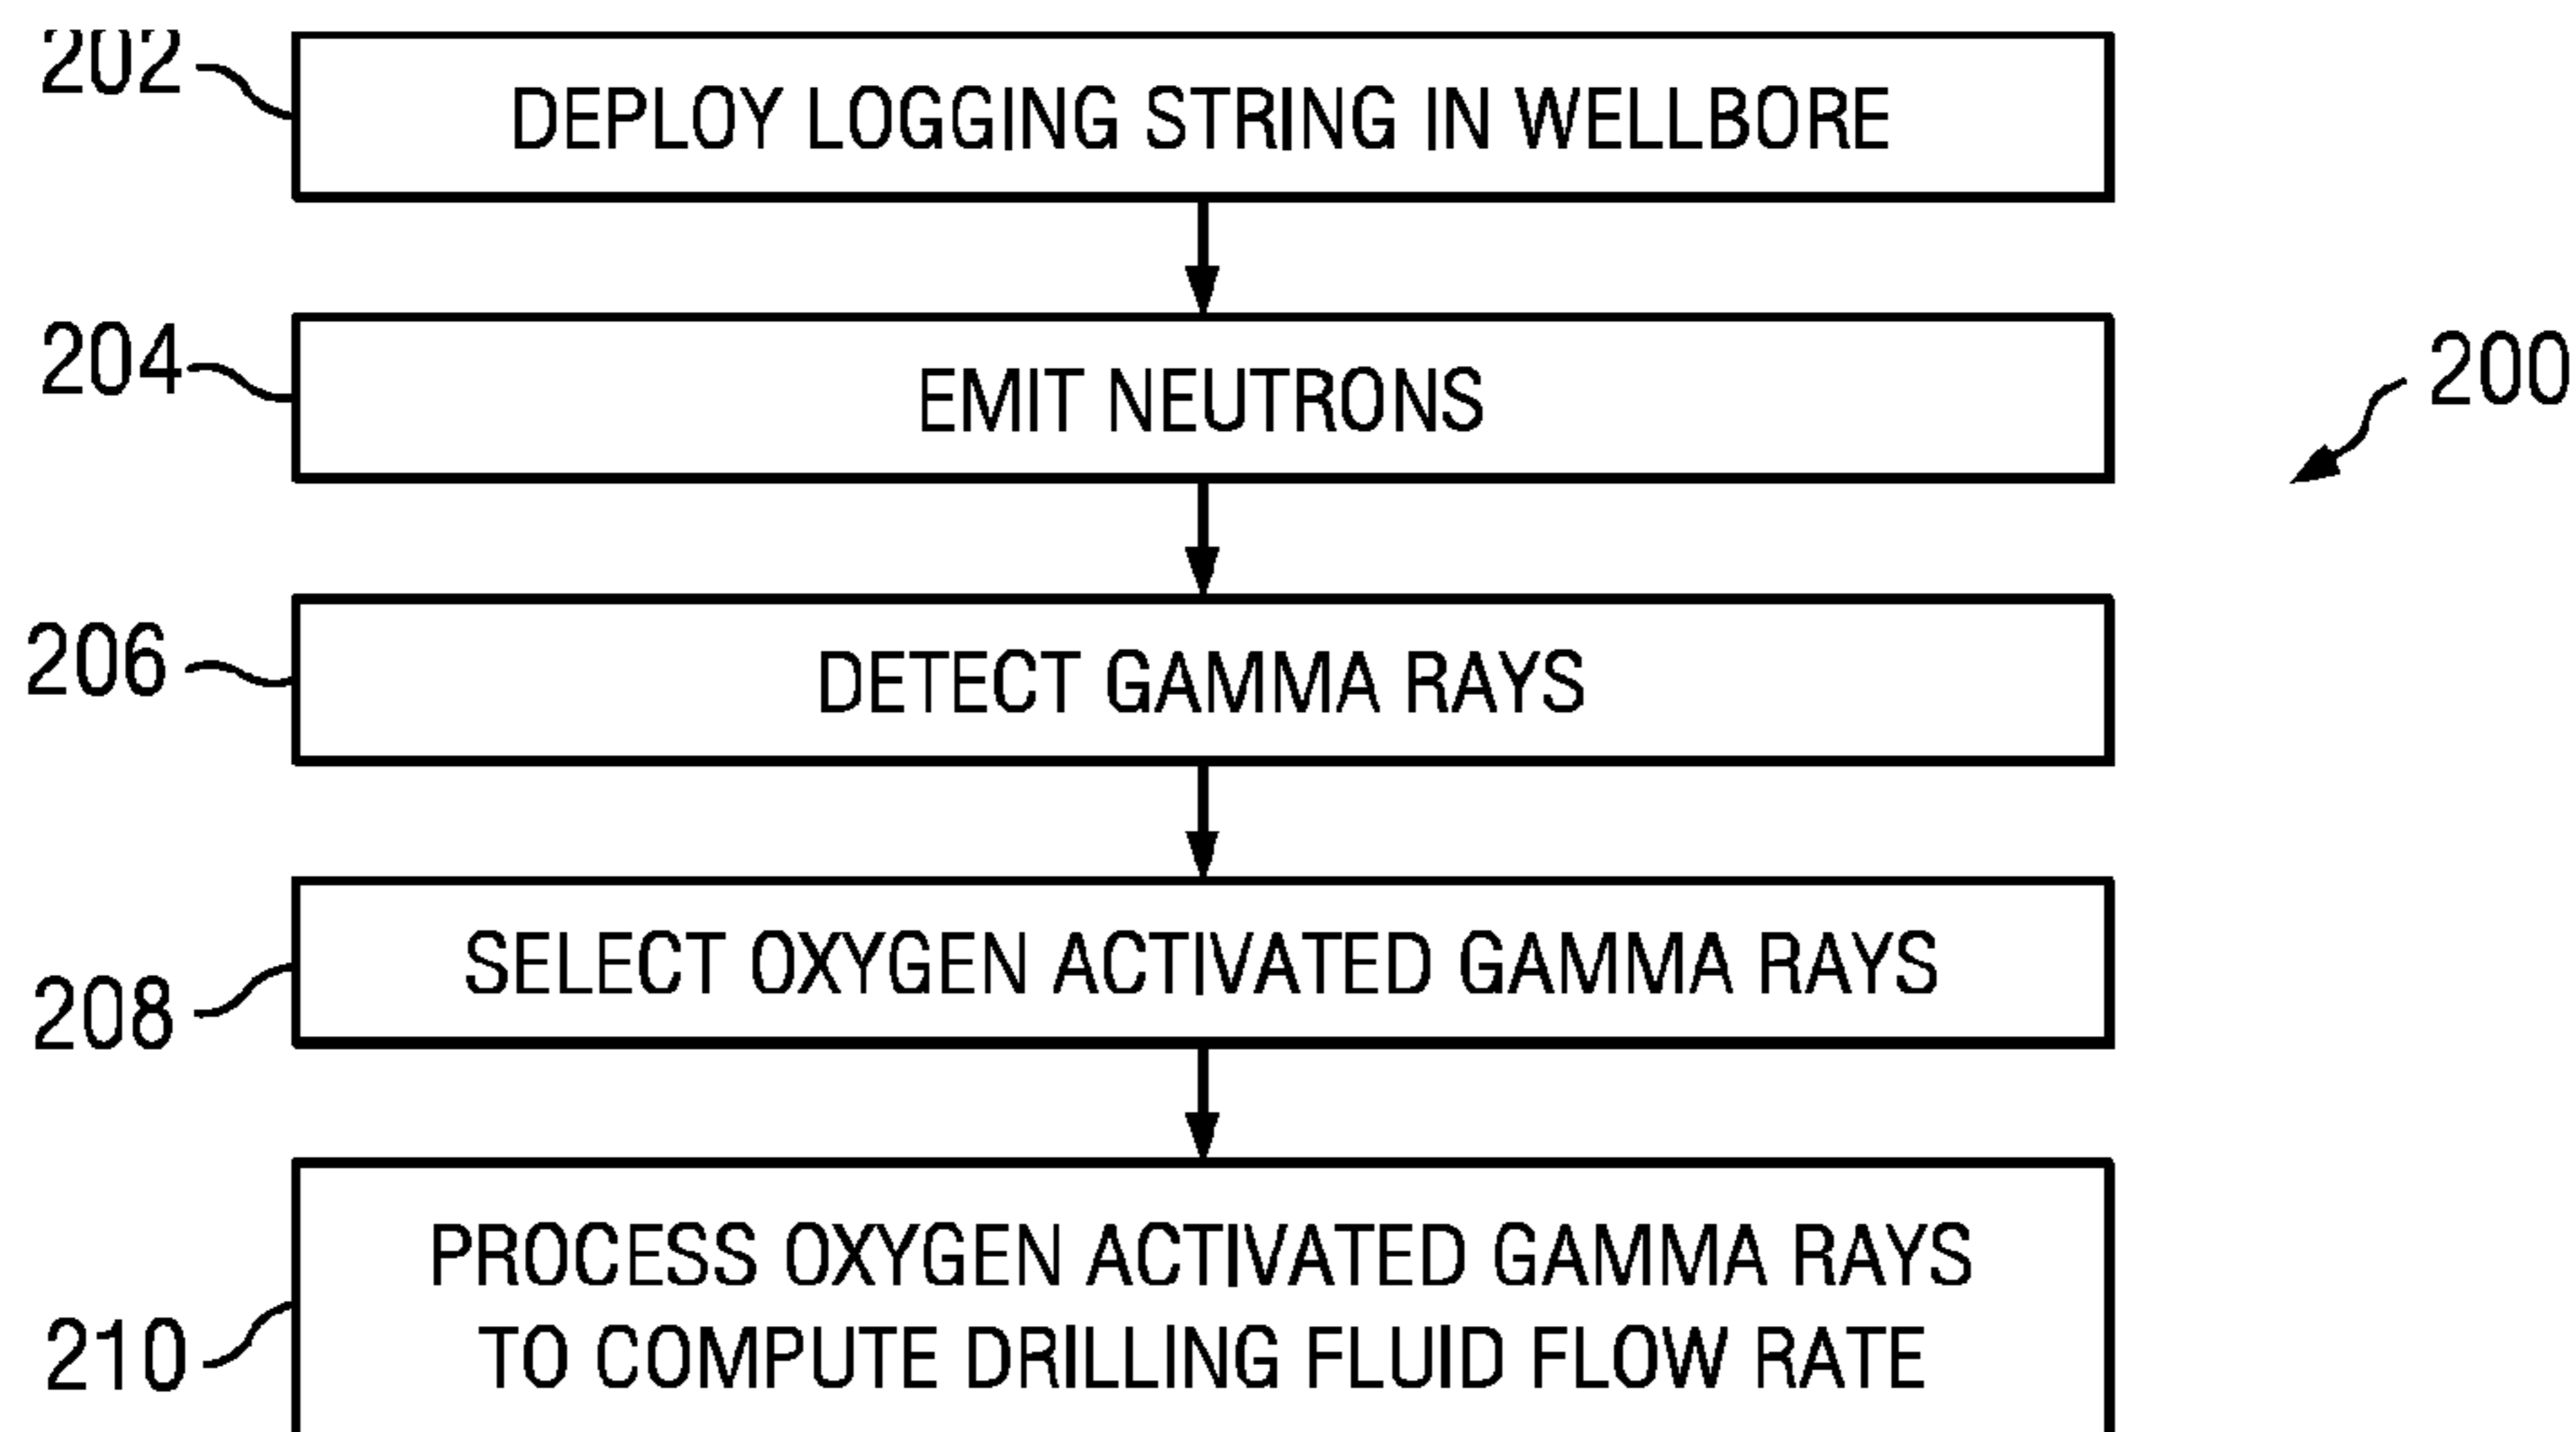 202
DEPLOY LOGGING STRING IN WELLBORE
204
EMIT NEUTRONS
200
206
DETECT GAMMA RAYS
208
SELECT OXYGEN ACTIVATED GAMMA RAYS
210
PROCESS OXYGEN ACTIVATED GAMMA RAYS
TO COMPUTE DRILLING FLUID FLOW RATE